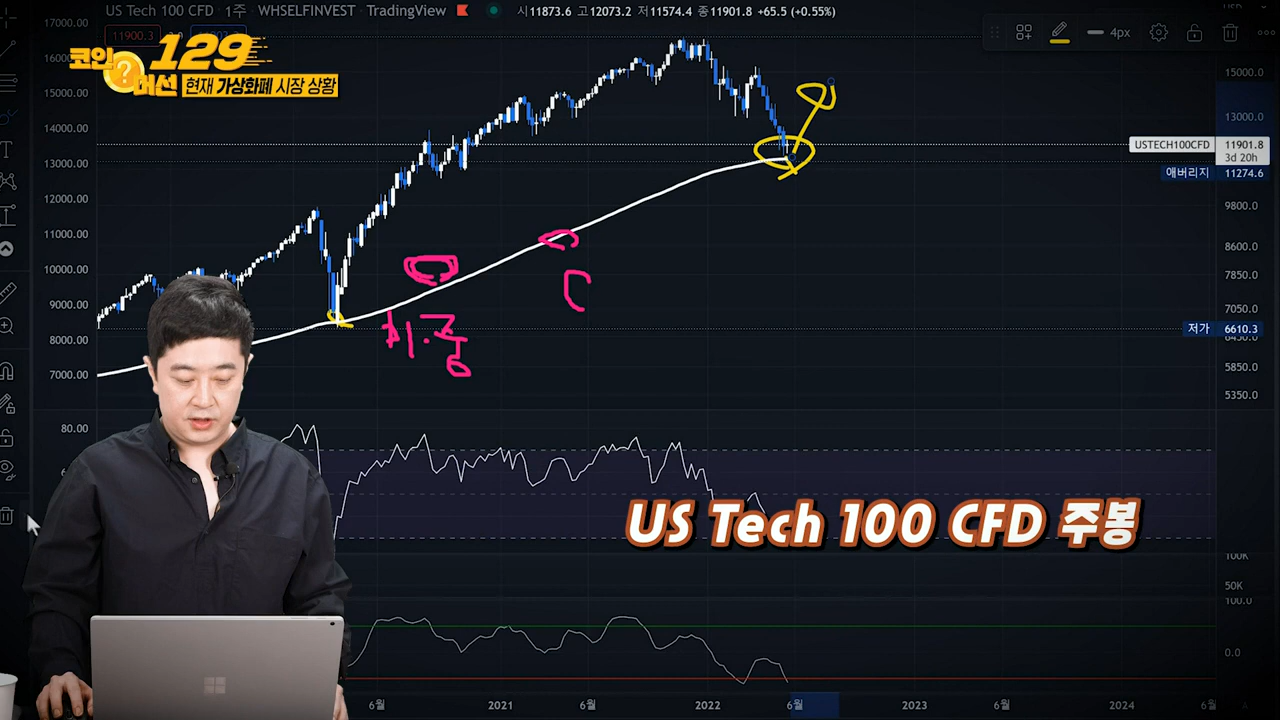 US Tech 100 CFD · 1주 · WHSELFINVEST · TradingView
시11873.6 고12073.2 저11574.4 종11901.8 +65.5 (+0.55%)
4px
11900.3
코인 129
머선
현재 가상화폐 시장 상황
17000.00
16000
15000.00
14000.00
13000.00
12000.00
11000.00
10000.00
9000.00
8000.00
7000.00
80.00
15000.0
13000.0
USTECH100CFD 11901.8
3d 20h
애버리지 11274.6
9800.0
8600.0
7850.0
7050.0
저가 6610.3
6450.0
5850.0
5350.0
비중
US Tech 100 CFD 주봉
100K
50K
100.0
0.0
6월 2021 6월 2022 6월 2023 6월 2024 6월